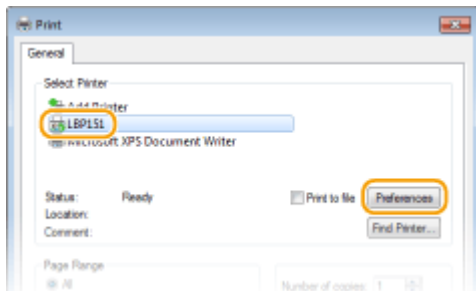 Print
General
Select Printer
Add Printer
LBP151
Microsoft XPS Document Writer
Status: Ready
Print to file
Preferences
Location:
Comment:
Find Printer...
Page Range
All
Number of copies: 1